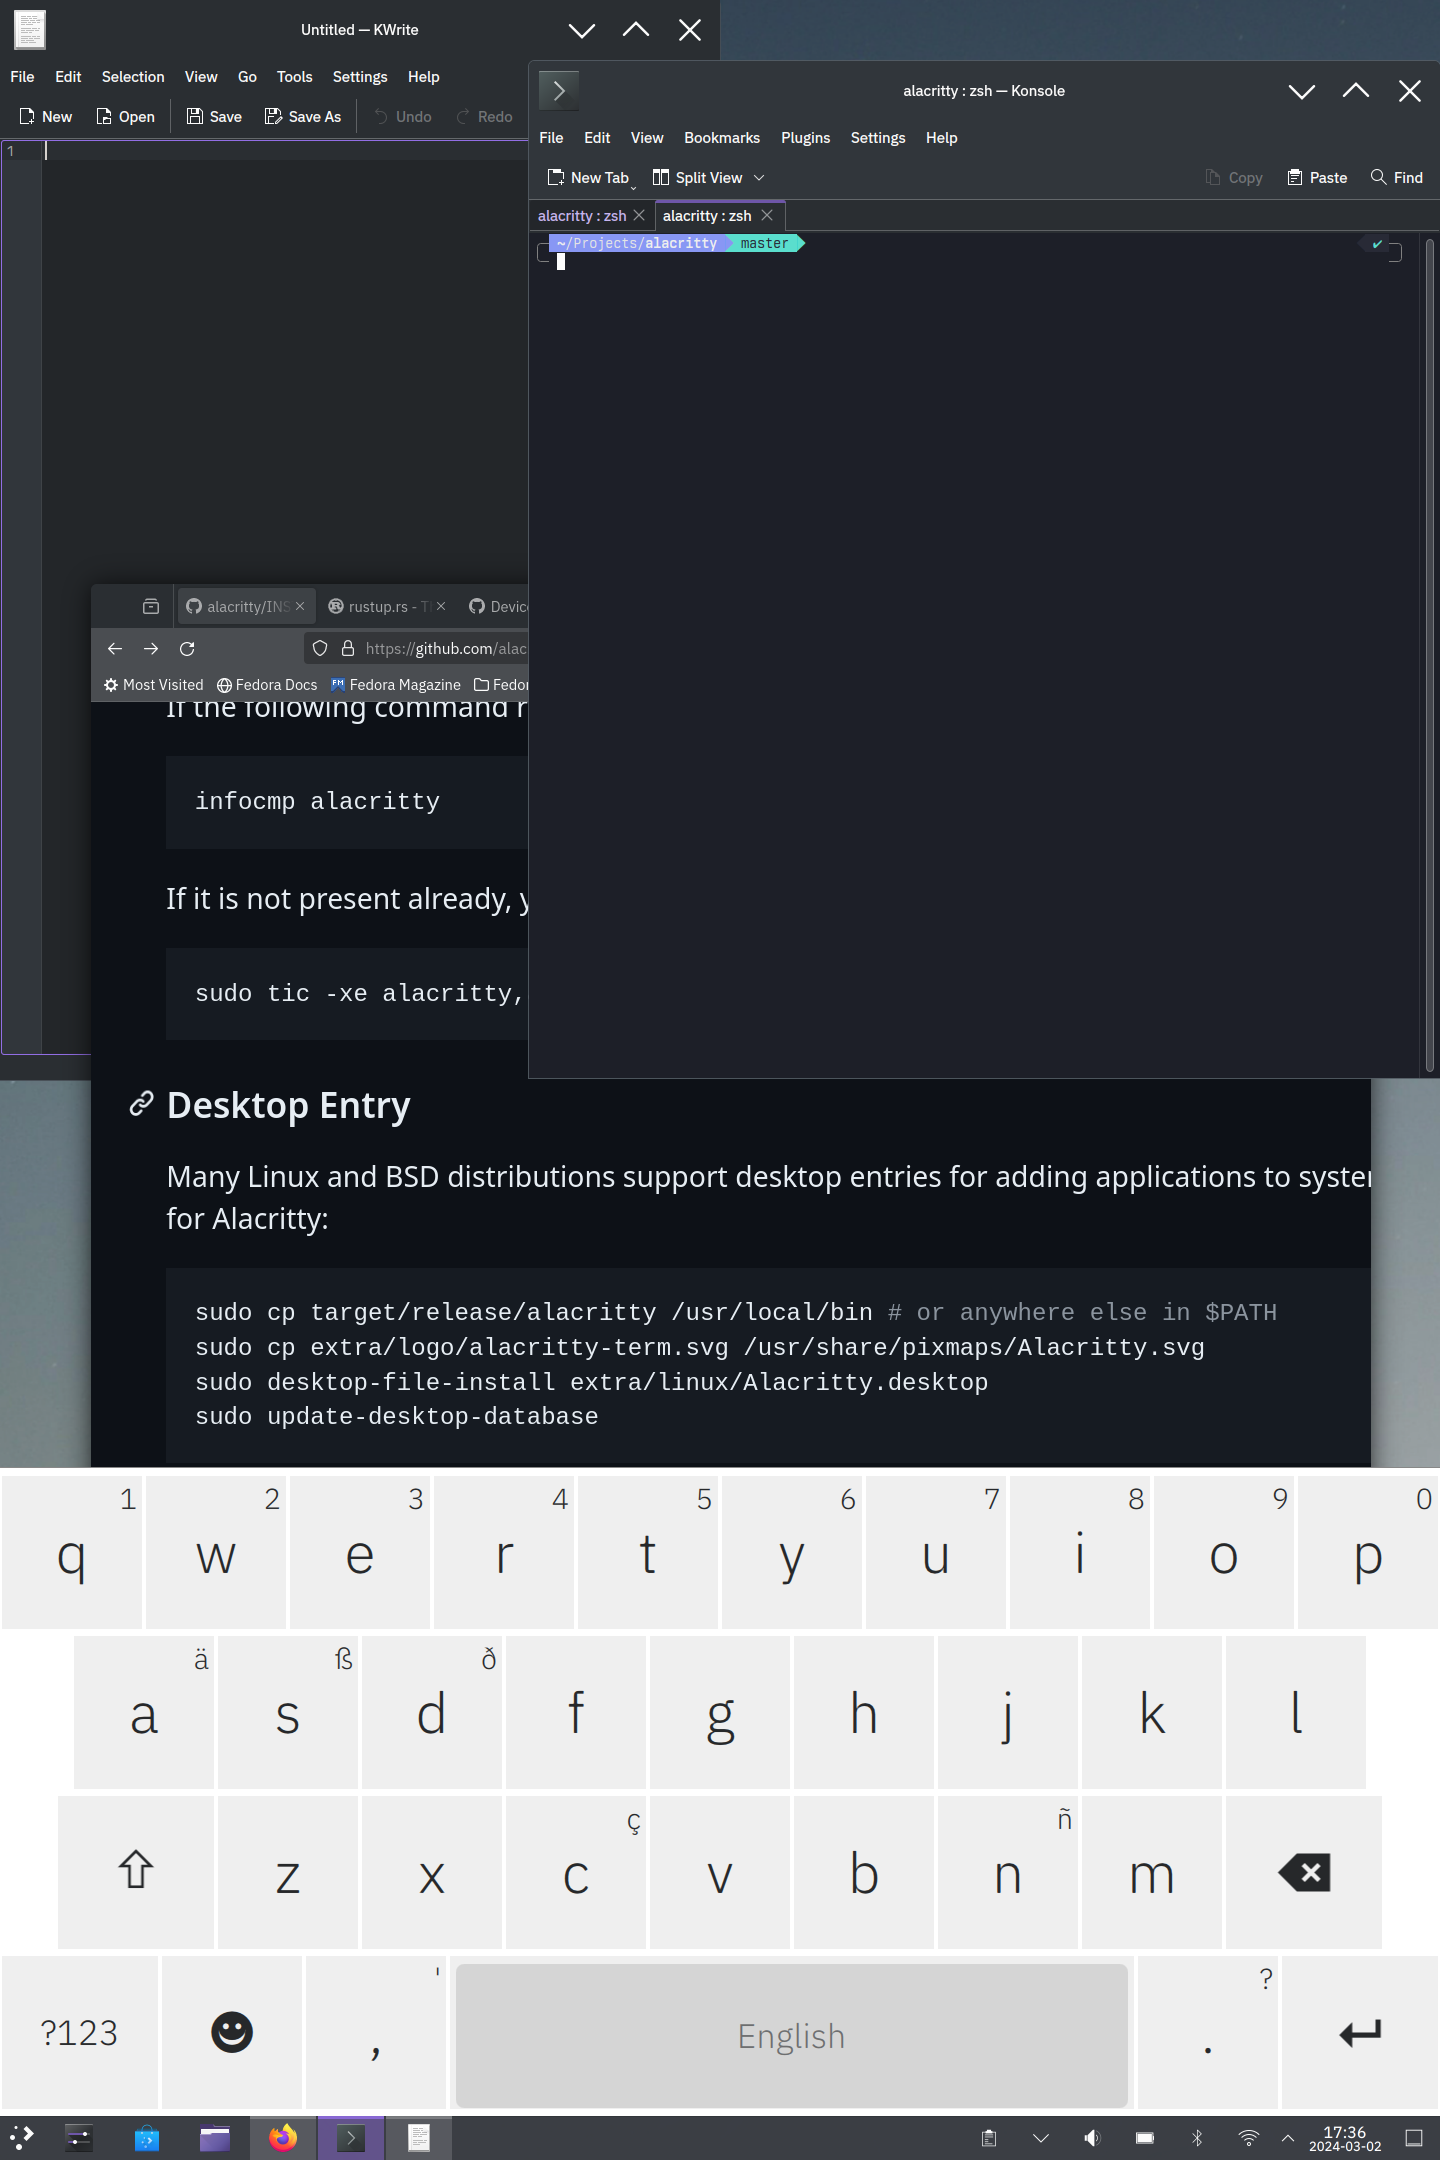 Untitled — KWrite
File Edit Selection View Go Tools Settings Help
New Open Save Save As Undo Redo
1
alacritty : zsh — Konsole
File Edit View Bookmarks Plugins Settings Help
New Tab Split View Copy Paste Find
alacritty : zsh alacritty : zsh
~/Projects/alacritty master ✔
alacritty/INS rustup.rs - T Devic
https://github.com/alac
Most Visited Fedora Docs Fedora Magazine Fedor
If the following command r
infocmp alacritty
If it is not present already, y
sudo tic -xe alacritty,
Desktop Entry
Many Linux and BSD distributions support desktop entries for adding applications to syste
for Alacritty:
sudo cp target/release/alacritty /usr/local/bin # or anywhere else in $PATH
sudo cp extra/logo/alacritty-term.svg /usr/share/pixmaps/Alacritty.svg
sudo desktop-file-install extra/linux/Alacritty.desktop
sudo update-desktop-database
1 2 3 4 5 6 7 8 9 0
q w e r t y u i o p
ä ß ð
a s d f g h j k l
ç ñ
z x c v b n m
' ?
?123 , English .
17:36
2024-03-02